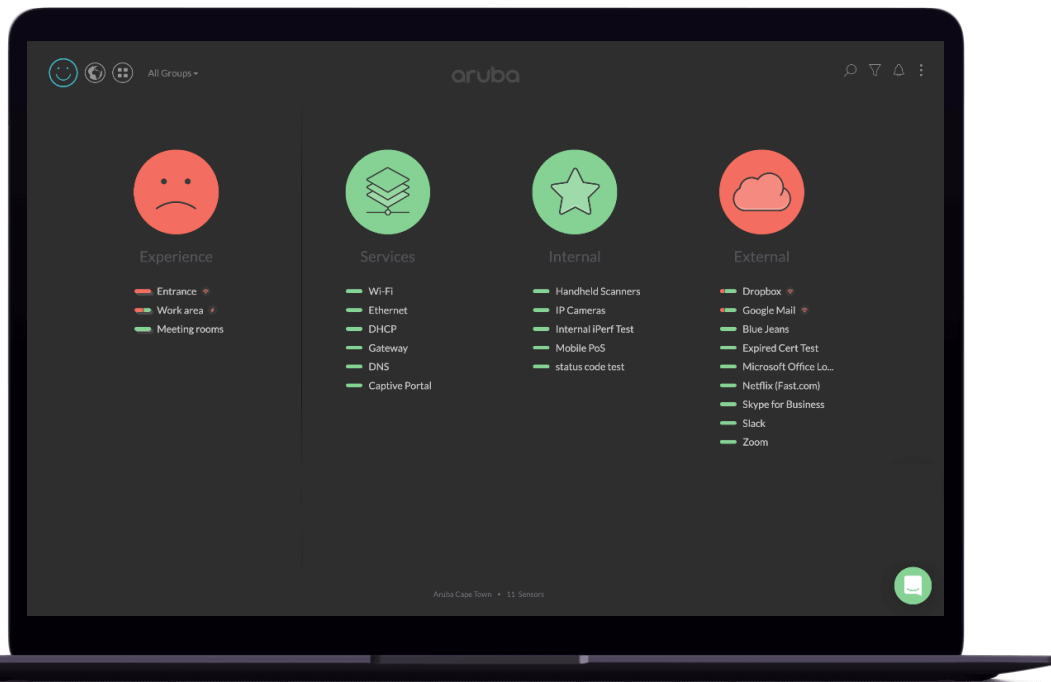 All Groups
aruba
Experience
Entrance
Work area
Meeting rooms
Services
Wi-Fi
Ethernet
DHCP
Gateway
DNS
Captive Portal
Internal
Handheld Scanners
IP Cameras
Internal iPerf Test
Mobile PoS
status code test
External
Dropbox
Google Mail
Blue Jeans
Expired Cert Test
Microsoft Office Lo...
Netflix (Fast.com)
Skype for Business
Slack
Zoom
Aruba Cape Town • 11 Sensors